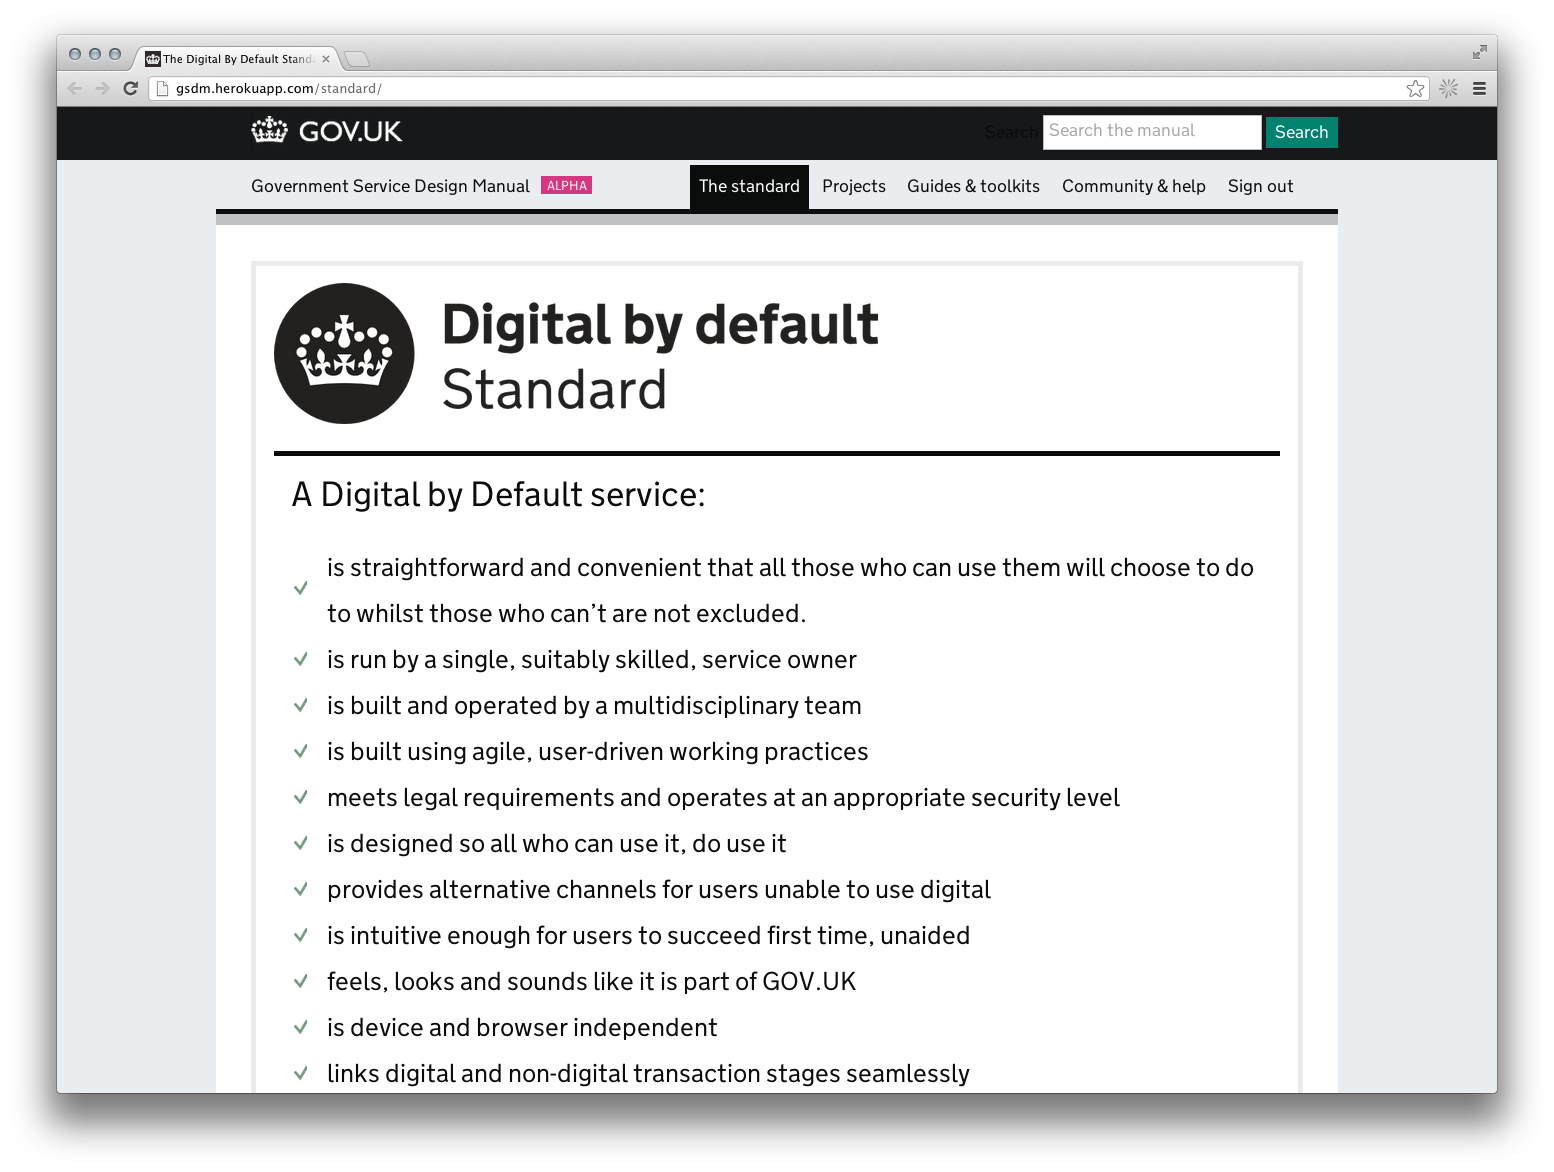 The Digital By Default Stand
gsdm.herokuapp.com/standard/
GOV.UK
Search
Search the manual
Search
Government Service Design Manual
ALPHA
The standard
Projects
Guides & toolkits
Community & help
Sign out
Digital by default
Standard
A Digital by Default service:
is straightforward and convenient that all those who can use them will choose to do
to whilst those who can’t are not excluded.
is run by a single, suitably skilled, service owner
is built and operated by a multidisciplinary team
is built using agile, user-driven working practices
meets legal requirements and operates at an appropriate security level
is designed so all who can use it, do use it
provides alternative channels for users unable to use digital
is intuitive enough for users to succeed first time, unaided
feels, looks and sounds like it is part of GOV.UK
is device and browser independent
links digital and non-digital transaction stages seamlessly